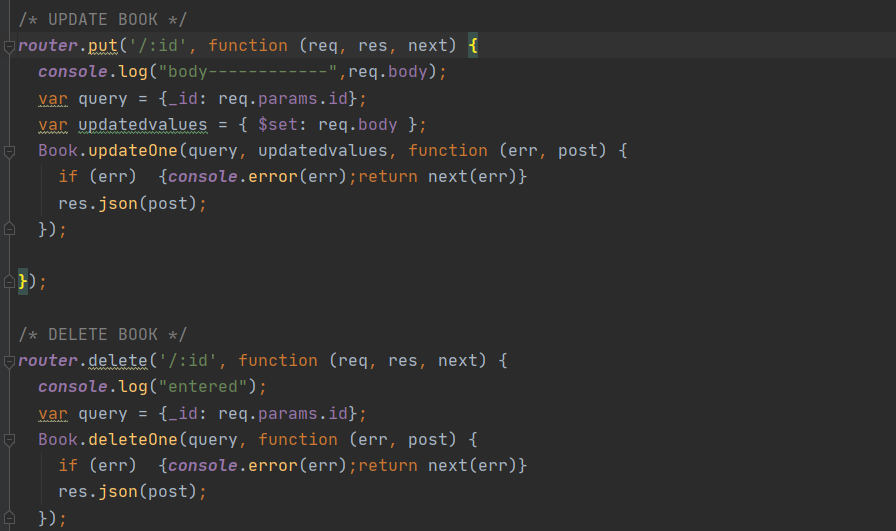 /* UPDATE BOOK */
router.put('/:id', function (req, res, next) {
  console.log("body------------",req.body);
  var query = {_id: req.params.id};
  var updatedvalues = { $set: req.body };
  Book.updateOne(query, updatedvalues, function (err, post) {
    if (err)  {console.error(err);return next(err)}
    res.json(post);
  });
});
/* DELETE BOOK */
router.delete('/:id', function (req, res, next) {
  console.log("entered");
  var query = {_id: req.params.id};
  Book.deleteOne(query, function (err, post) {
    if (err)  {console.error(err);return next(err)}
    res.json(post);
  });